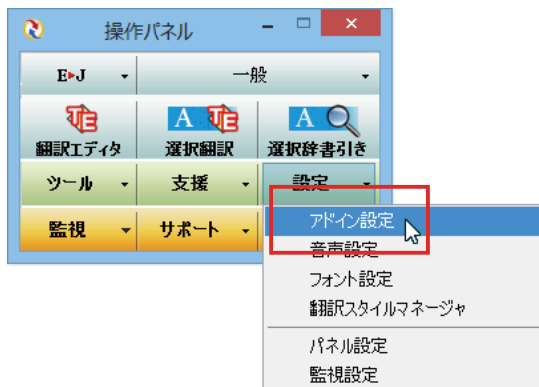 操作パネル
E▸J 一般
翻訳エディタ 選択翻訳 選択辞書引き
ツール 支援 設定
監視 サポート
アドイン設定
音声設定
フォント設定
翻訳スタイルマネージャ
パネル設定
監視設定